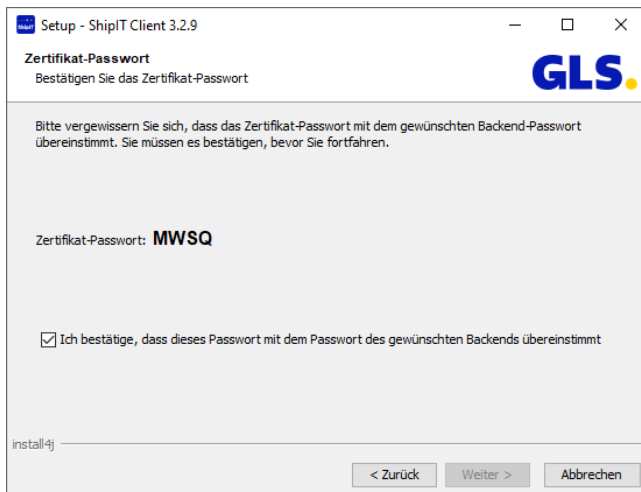 Setup - ShipIT Client 3.2.9
Zertifikat-Passwort
Bestätigen Sie das Zertifikat-Passwort
GLS.
Bitte vergewissern Sie sich, dass das Zertifikat-Passwort mit dem gewünschten Backend-Passwort
übereinstimmt. Sie müssen es bestätigen, bevor Sie fortfahren.
Zertifikat-Passwort: MWSQ
Ich bestätige, dass dieses Passwort mit dem Passwort des gewünschten Backends übereinstimmt
install4j
< Zurück Weiter > Abbrechen